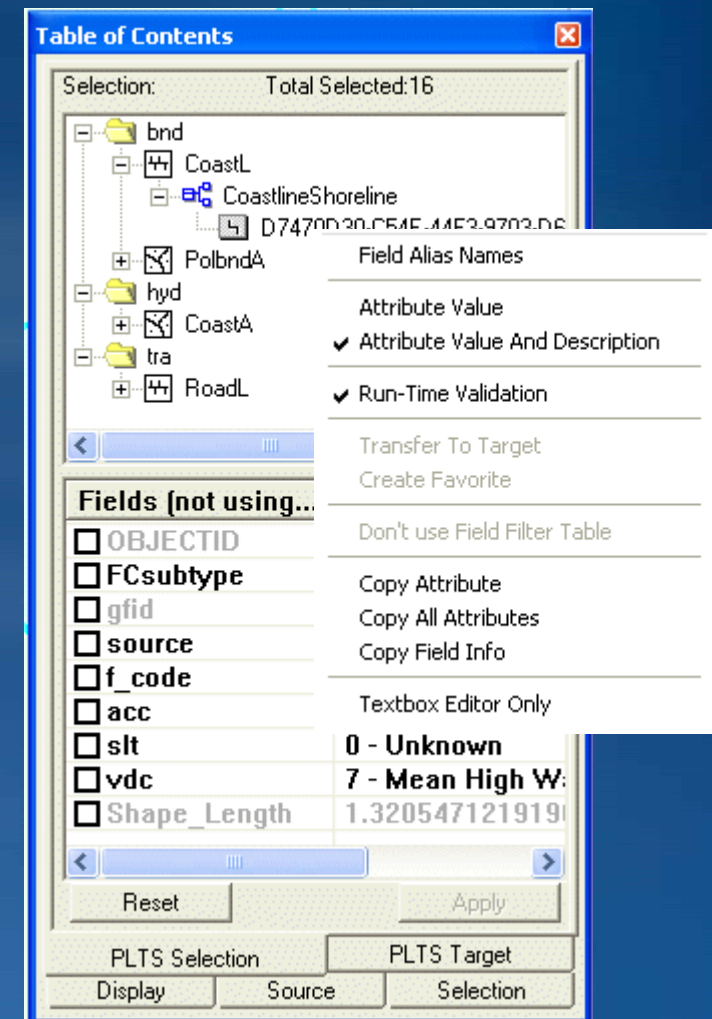 Table of Contents
Selection: Total Selected:16
bnd
CoastL
CoastlineShoreline
D7470D30-C54F-44F3-9703-D6
PolbndA
hyd
CoastA
tra
RoadL
Field Alias Names
Attribute Value
Attribute Value And Description
Run-Time Validation
Transfer To Target
Create Favorite
Don't use Field Filter Table
Copy Attribute
Copy All Attributes
Copy Field Info
Textbox Editor Only
Fields (not using...
OBJECTID
FCsubtype
gfid
source
f_code
acc
slt 0 - Unknown
vdc 7 - Mean High Wa
Shape_Length 1.320547121919
Reset Apply
PLTS Selection PLTS Target
Display Source Selection